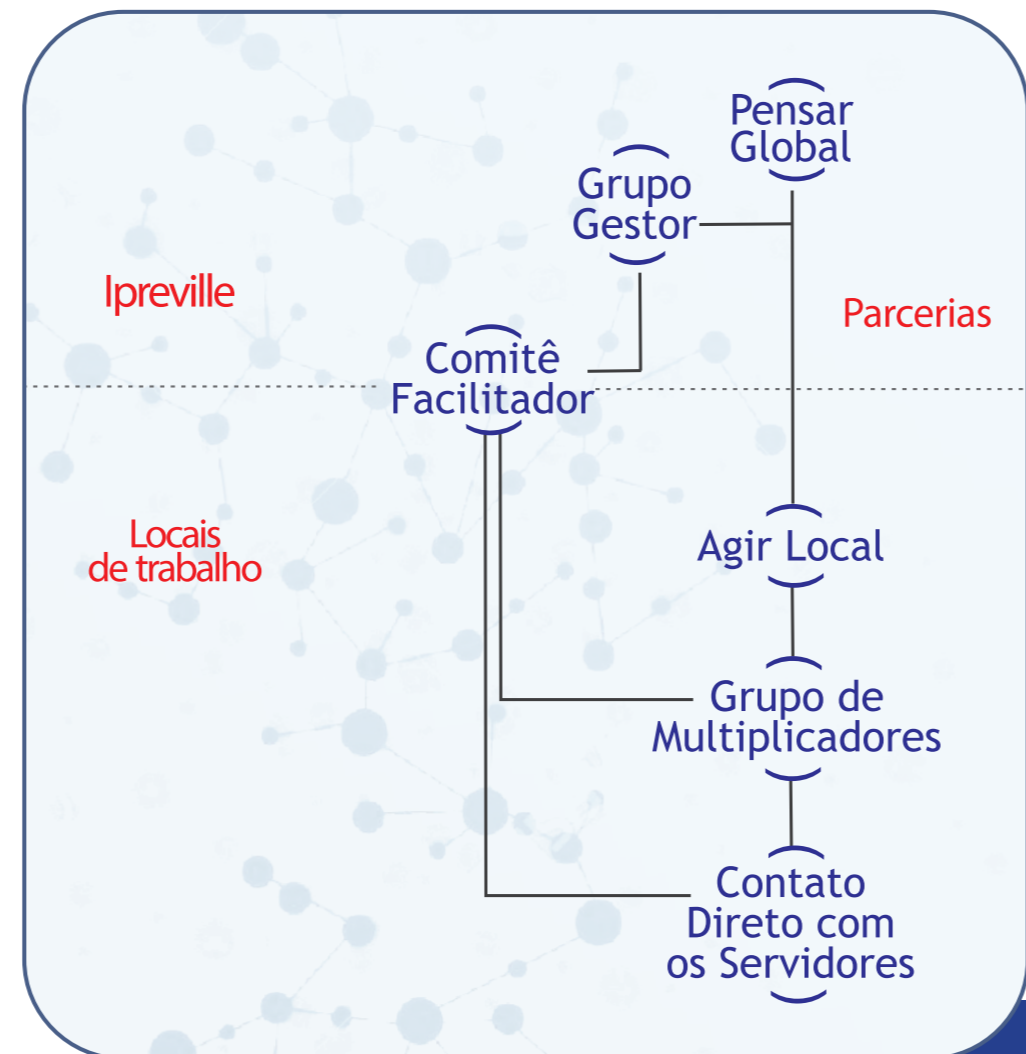 Pensar
Global
Grupo
Gestor
Ipreville
Parcerias
Comitê
Facilitador
Locais
de trabalho
Agir Local
Grupo de
Multiplicadores
Contato
Direto com
os Servidores